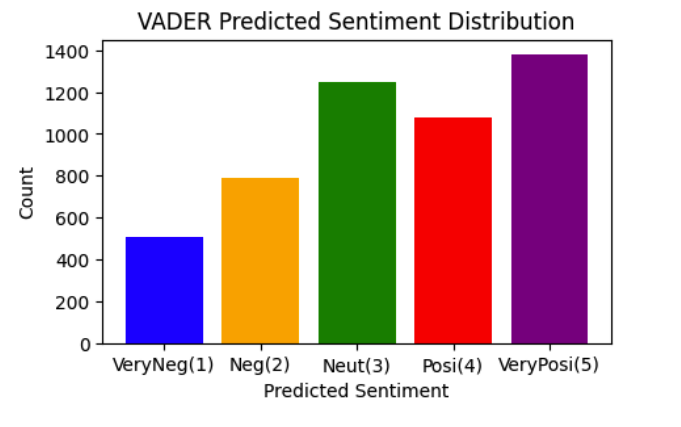 VADER Predicted Sentiment Distribution
1400
1200
1000
800
600
400
200
0
Count
VeryNeg(1) Neg(2) Neut(3) Posi(4) VeryPosi(5)
Predicted Sentiment